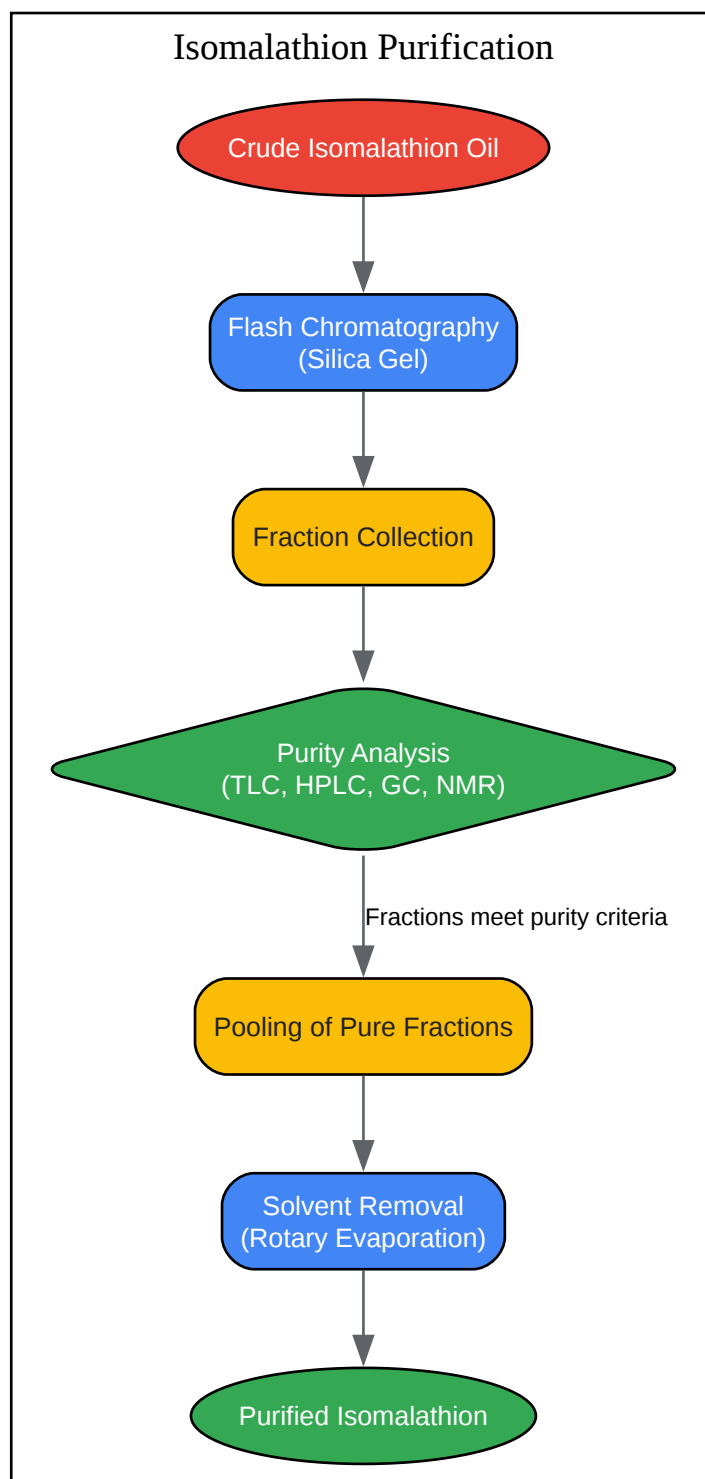 Isomalathion Purification
Crude Isomalathion Oil
Flash Chromatography
(Silica Gel)
Fraction Collection
Purity Analysis
(TLC, HPLC, GC, NMR)
Fractions meet purity criteria
Pooling of Pure Fractions
Solvent Removal
(Rotary Evaporation)
Purified Isomalathion